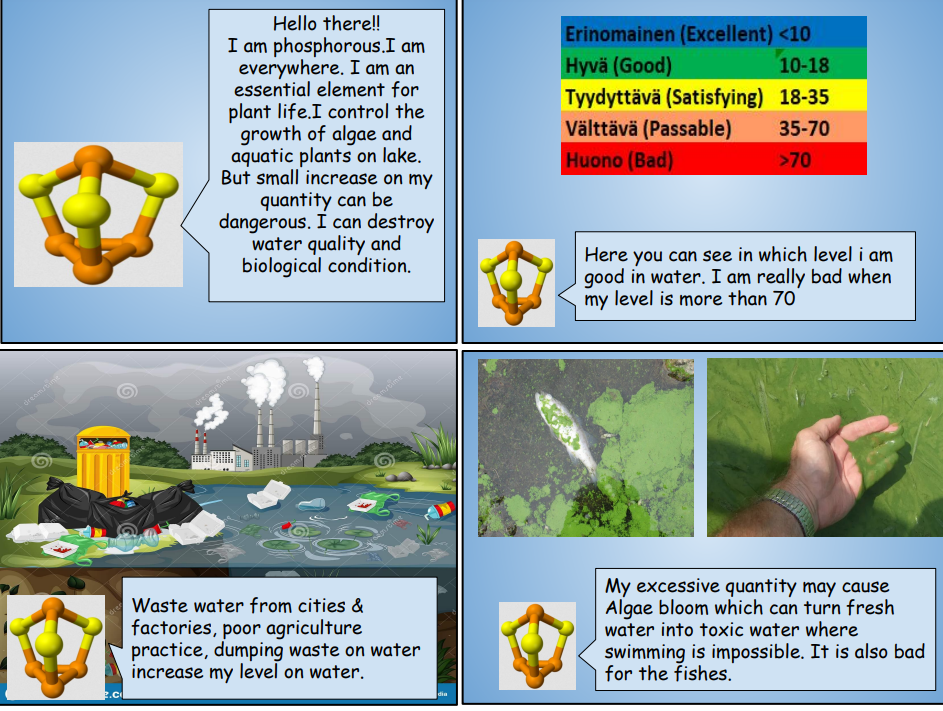 Hello there!!
I am phosphorous.I am
everywhere. I am an
essential element for
plant life.I control the
growth of algae and
aquatic plants on lake.
But small increase on my
quantity can be
dangerous. I can destroy
water quality and
biological condition.
Erinomainen (Excellent) <10
Hyvä (Good) 10-18
Tyydyttävä (Satisfying) 18-35
Välttävä (Passable) 35-70
Huono (Bad) >70
Here you can see in which level i am
good in water. I am really bad when
my level is more than 70
Waste water from cities &
factories, poor agriculture
practice, dumping waste on water
increase my level on water.
My excessive quantity may cause
Algae bloom which can turn fresh
water into toxic water where
swimming is impossible. It is also bad
for the fishes.